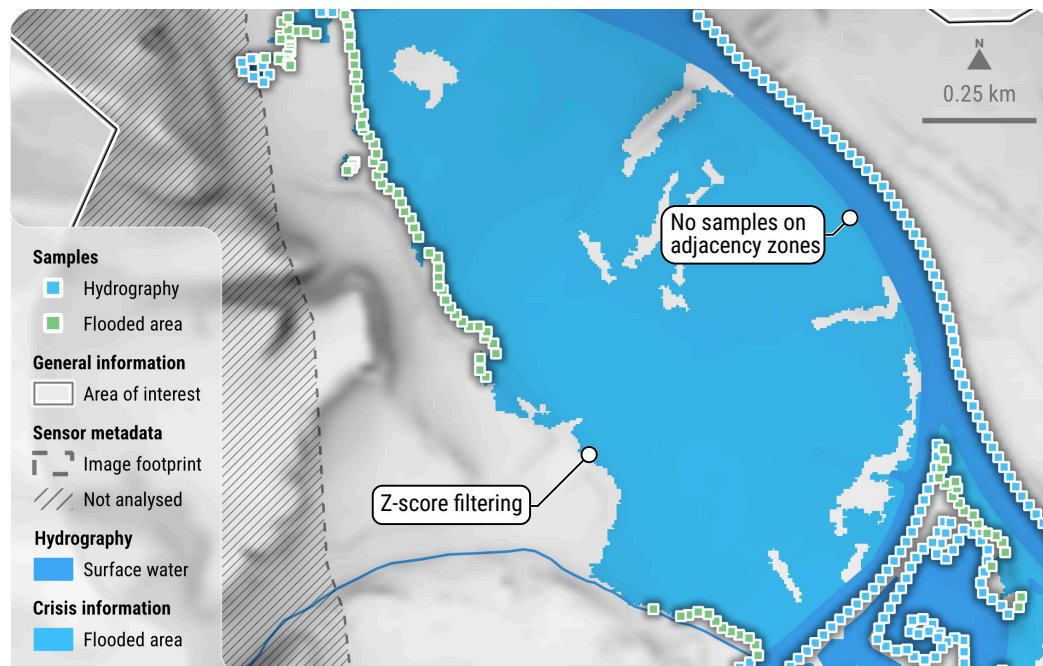 N
0.25 km
No samples on
adjacency zones
Samples
Hydrography
Flooded area
General information
Area of interest
Sensor metadata
Image footprint
Not analysed
Z-score filtering
Hydrography
Surface water
Crisis information
Flooded area